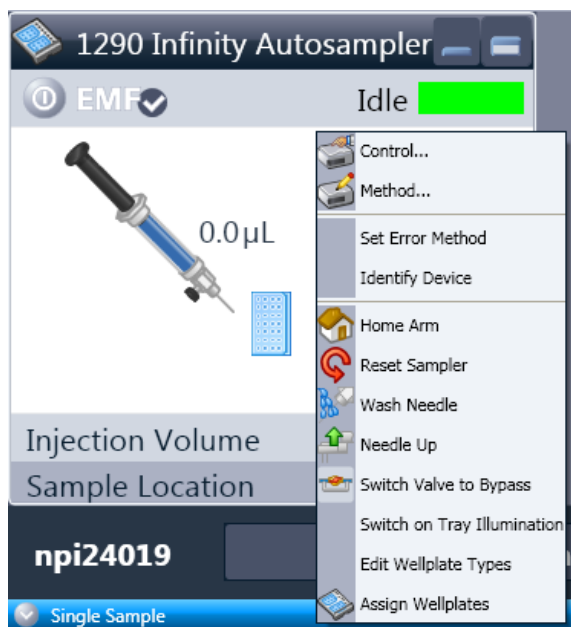 1290 Infinity Autosampler
EMF
Idle
Control...
Method...
0.0 µL
Set Error Method
Identify Device
Home Arm
Reset Sampler
Wash Needle
Injection Volume
Needle Up
Sample Location
Switch Valve to Bypass
Switch on Tray Illumination
npi24019
Edit Wellplate Types
Single Sample
Assign Wellplates